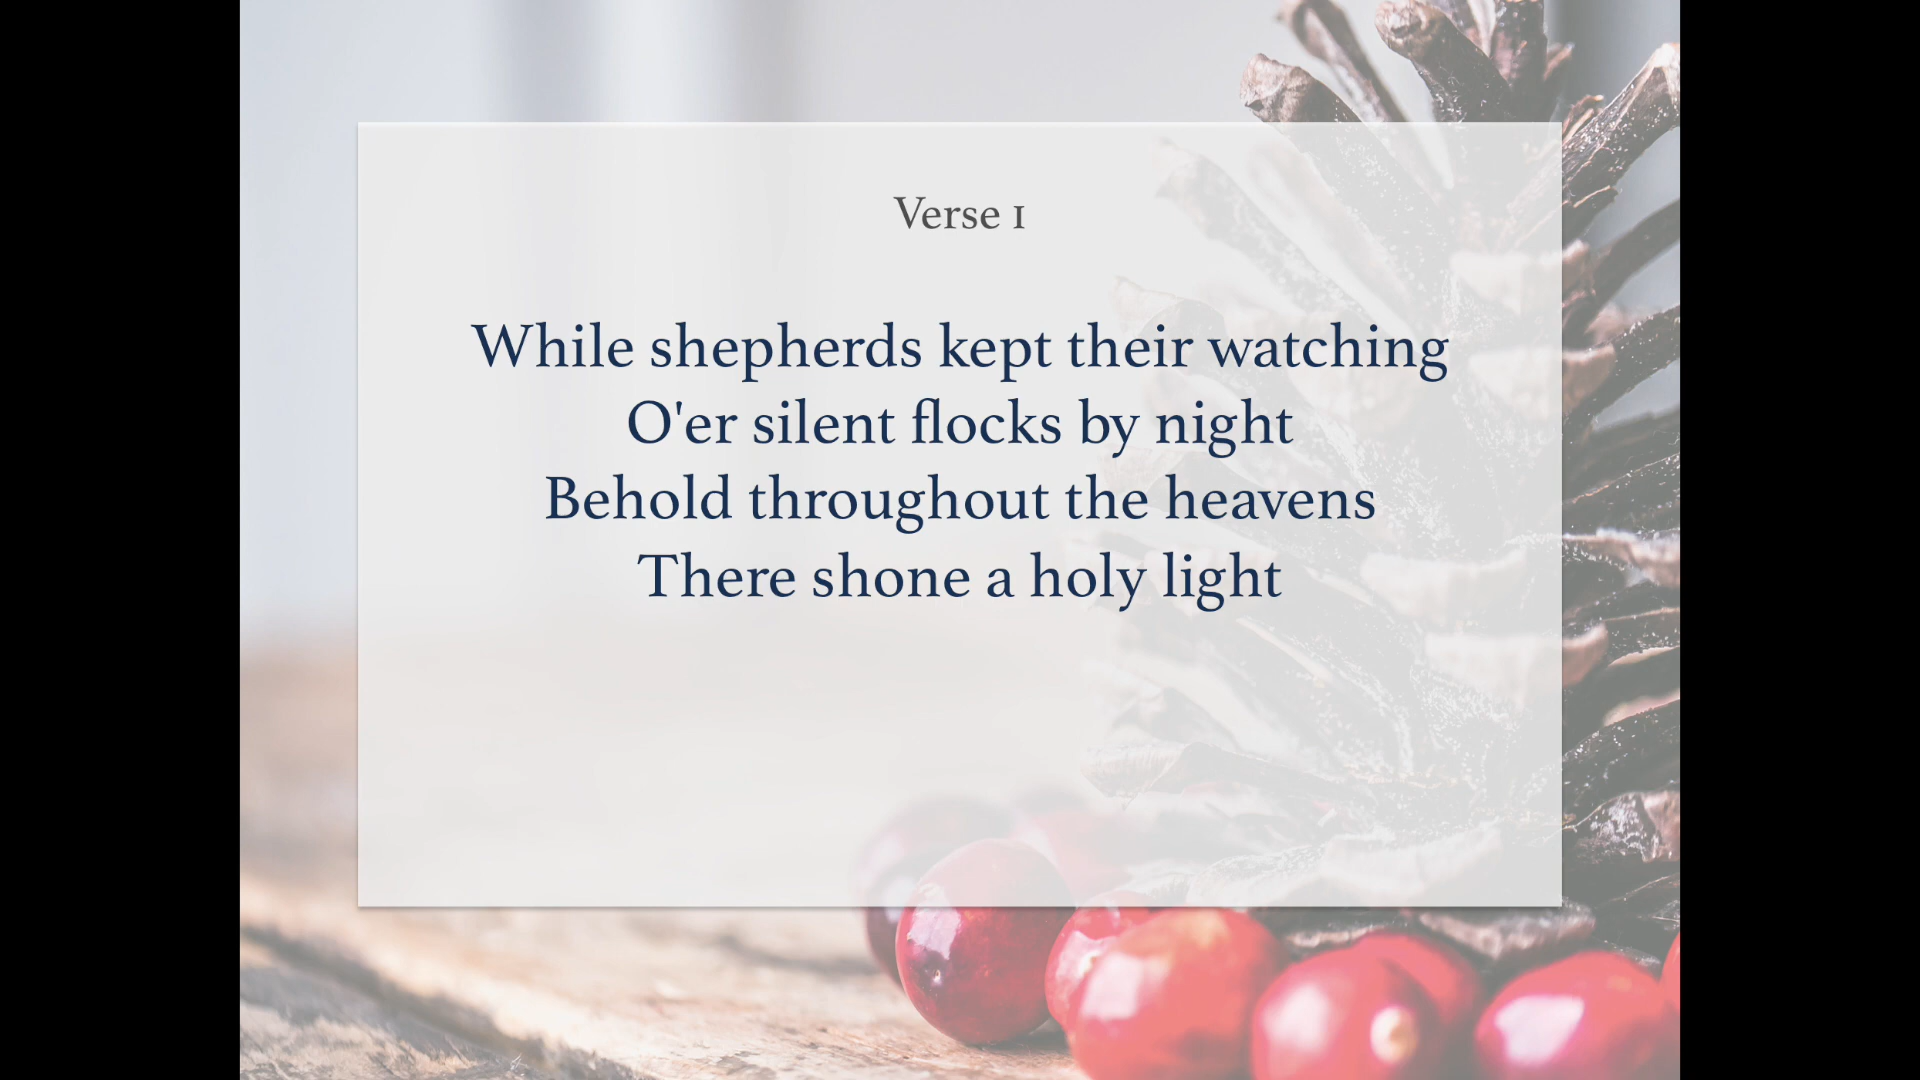 Verse 1
While shepherds kept their watching
O'er silent flocks by night
Behold throughout the heavens
There shone a holy light